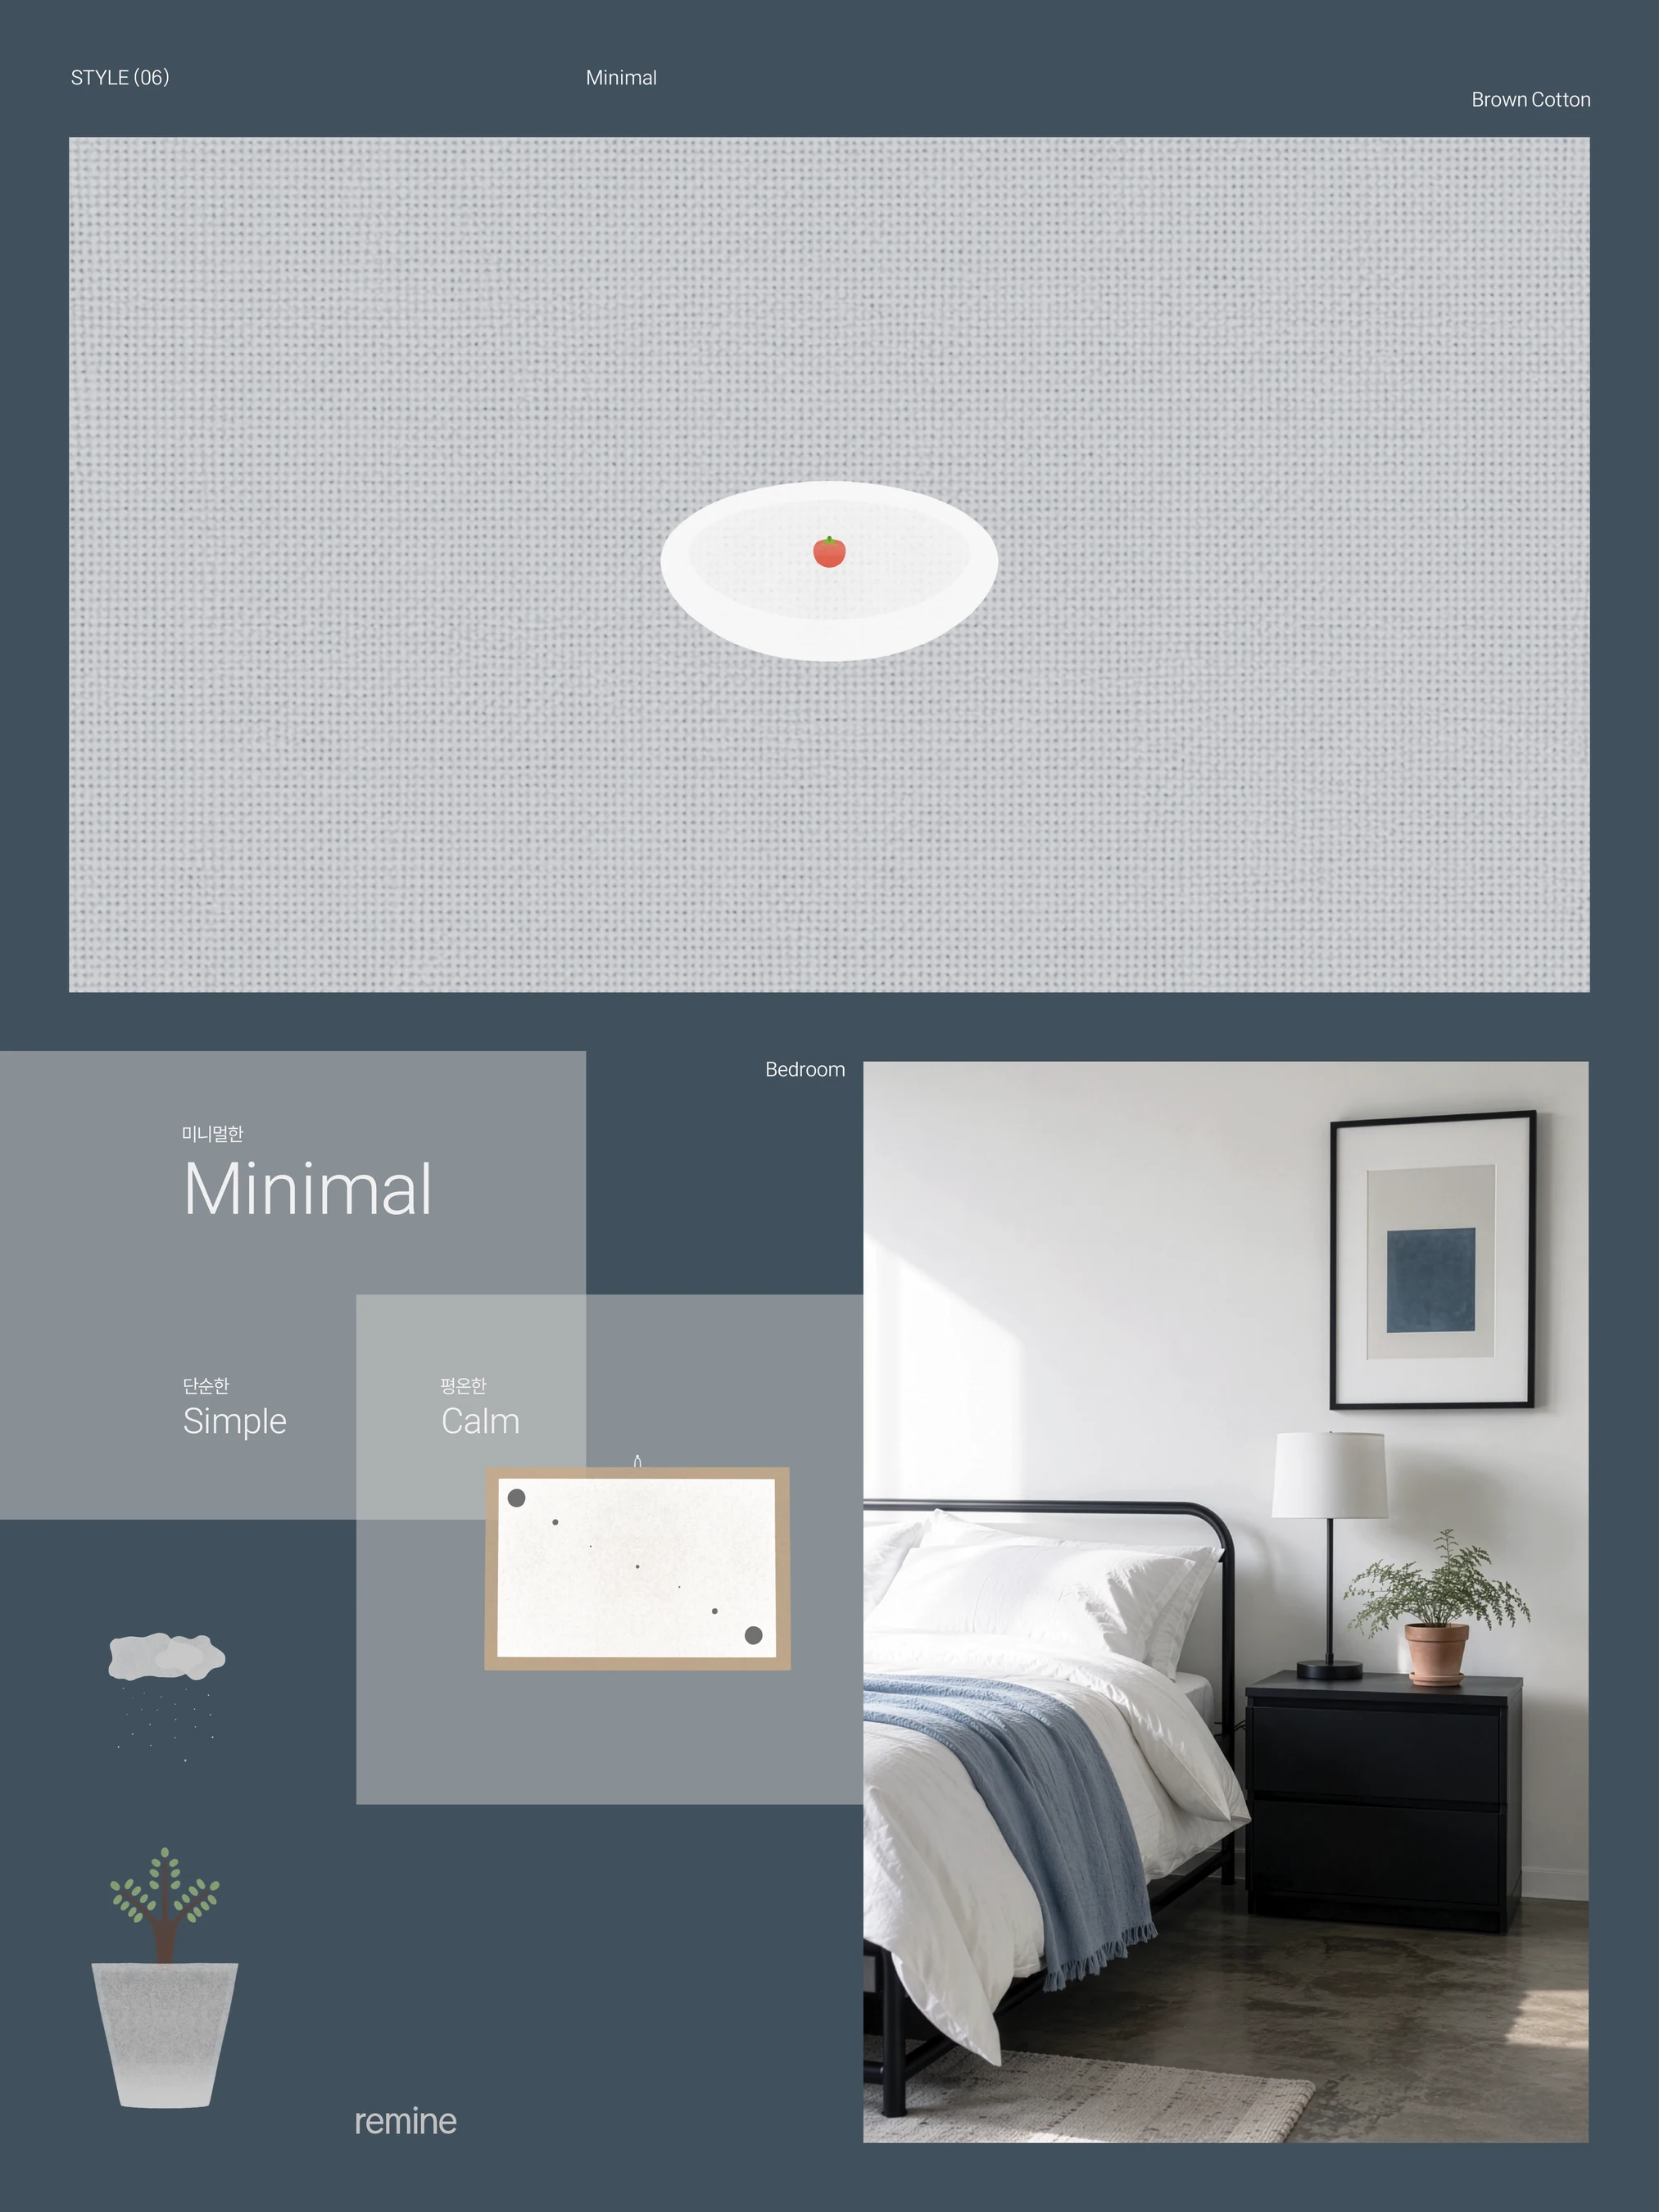 STYLE (06)
Minimal
Brown Cotton
Bedroom
미니멀한
Minimal
단순한
Simple
평온한
Calm
remine